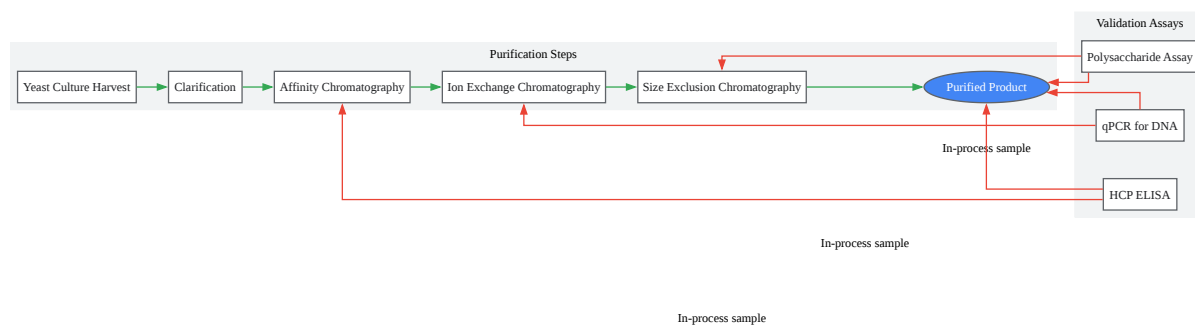 Validation Assays
Purification Steps
Polysaccharide Assay
Yeast Culture Harvest
Clarification
Affinity Chromatography
Ion Exchange Chromatography
Size Exclusion Chromatography
Purified Product
qPCR for DNA
In-process sample
HCP ELISA
In-process sample
In-process sample